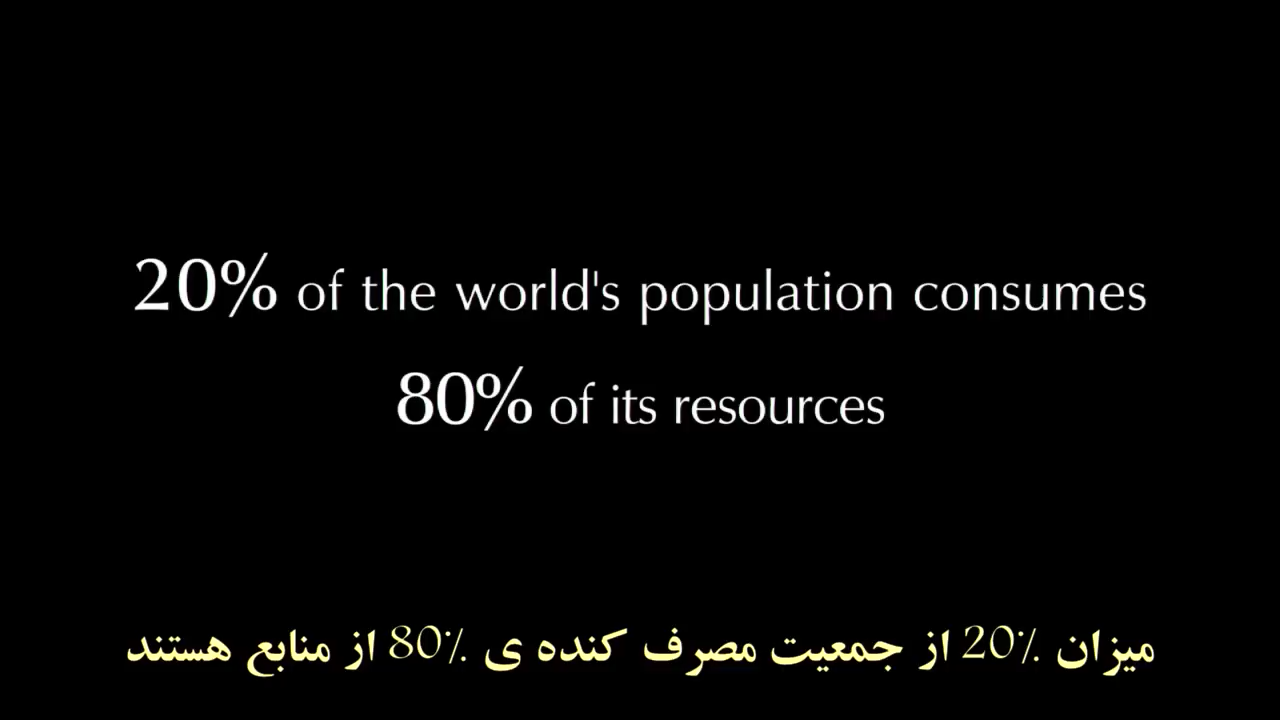 20% of the world's population consumes
80% of its resources
میزان 20% از جمعیت مصرف کنده ی 80% از منابع هستند